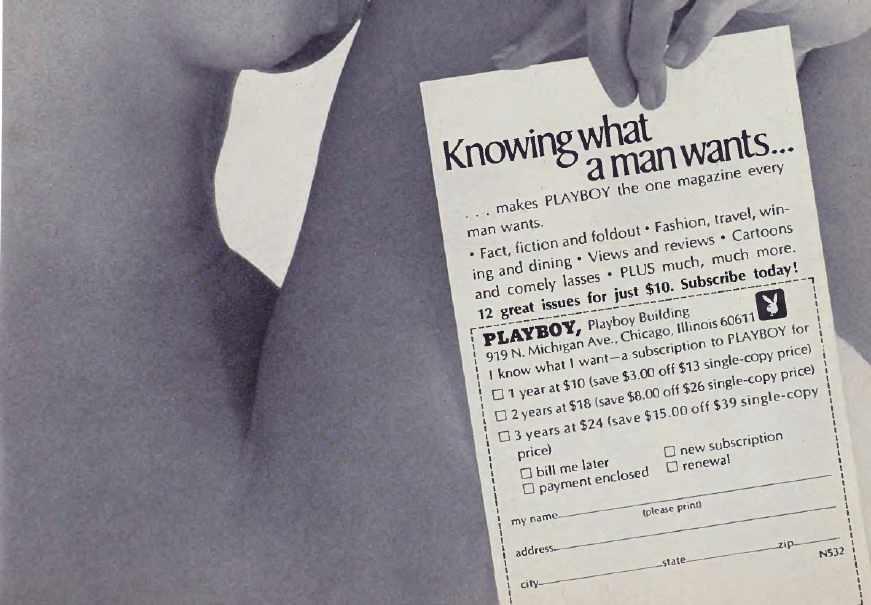 Knowing what
a man wants...
. . . makes PLAYBOY the one magazine every
man wants.
• Fact, fiction and foldout • Fashion, travel, win-
ing and dining • Views and reviews • Cartoons
and comely lasses • PLUS much, much more.
12 great issues for just $10. Subscribe today!
PLAYBOY, Playboy Building
919 N. Michigan Ave., Chicago, Illinois 60611
I know what I want—a subscription to PLAYBOY for
☐ 1 year at $10 (save $3.00 off $13 single-copy price)
☐ 2 years at $18 (save $8.00 off $26 single-copy price)
☐ 3 years at $24 (save $15.00 off $39 single-copy
price)
☐ bill me later ☐ new subscription
☐ payment enclosed ☐ renewal
my name
(please print)
address
city state zip
N532